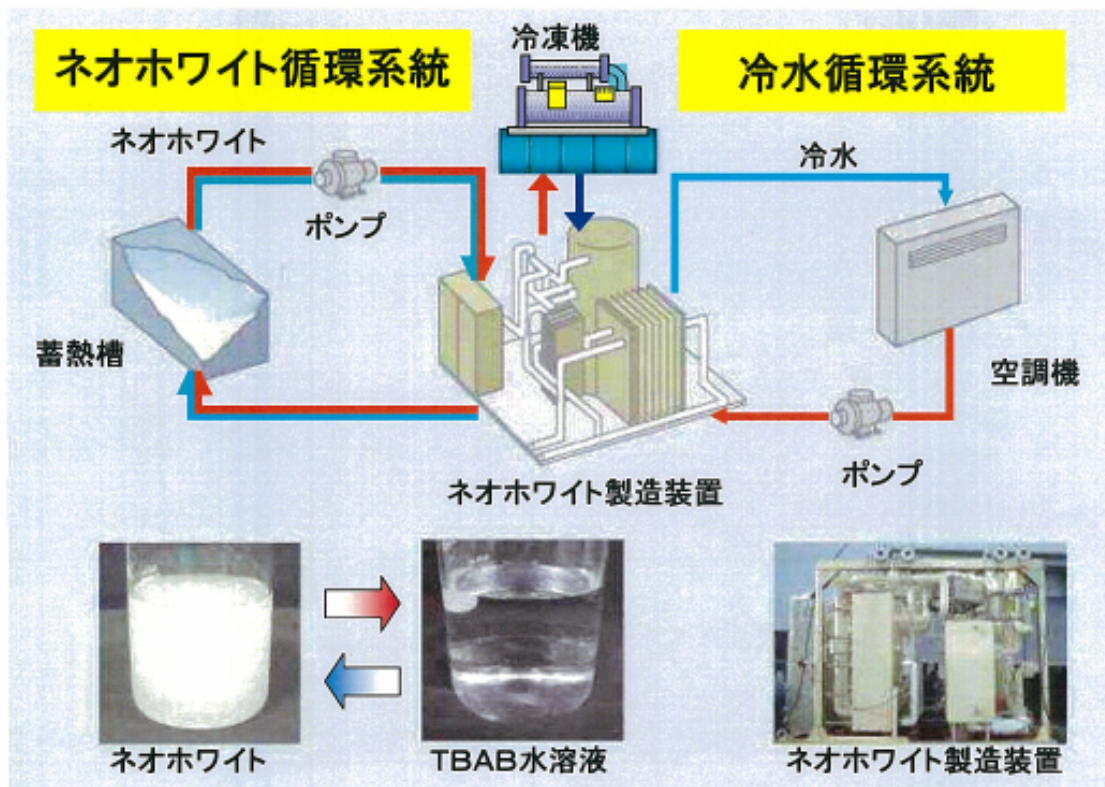 ネオホワイト循環系統
冷凍機
冷水循環系統
ネオホワイト
ポンプ
冷水
蓄熱槽
空調機
ポンプ
ネオホワイト製造装置
ネオホワイト
TBAB水溶液
ネオホワイト製造装置